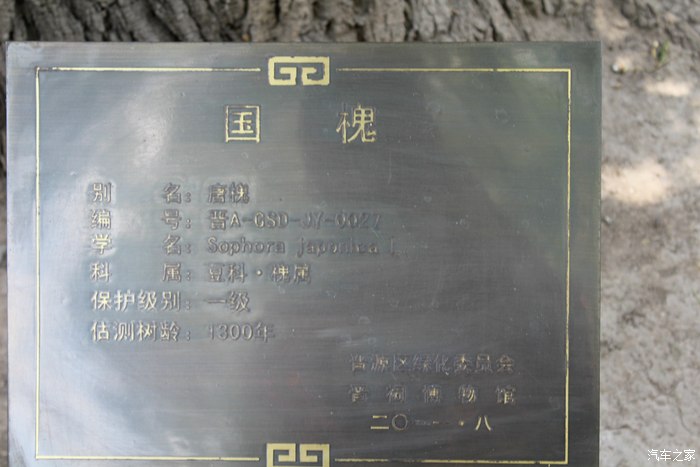 国 槐
别 名：唐槐
编 号：晋A-GSD-JY-0027
学 名：Sophora japonica L
科 属：豆科·槐属
保护级别：一级
估测树龄：1300年
晋源区绿化委员会
晋祠博物馆
二〇一一·八
汽车之家